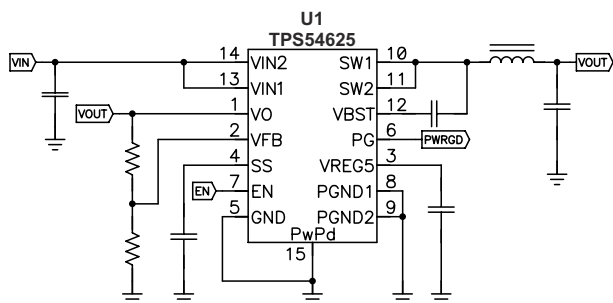 U1
TPS54625
VIN
14 VIN2 SW1 10
13 VIN1 SW2 11
VOUT
VOUT 1 VO VBST 12
2 VFB PG 6 PWRGD
4 SS VREG5 3
EN 7 EN PGND1 8
5 GND PGND2 9
PwPd
15